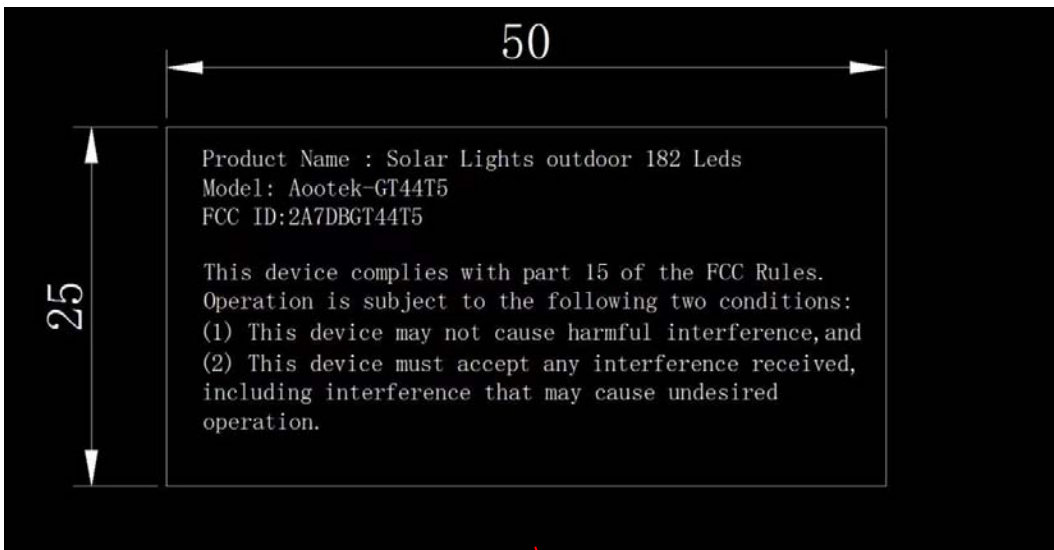 50
25
Product Name : Solar Lights outdoor 182 Leds
Model: Aootek-GT44T5
FCC ID:2A7DBGT44T5
This device complies with part 15 of the FCC Rules.
Operation is subject to the following two conditions:
(1) This device may not cause harmful interference,and
(2) This device must accept any interference received,
including interference that may cause undesired
operation.